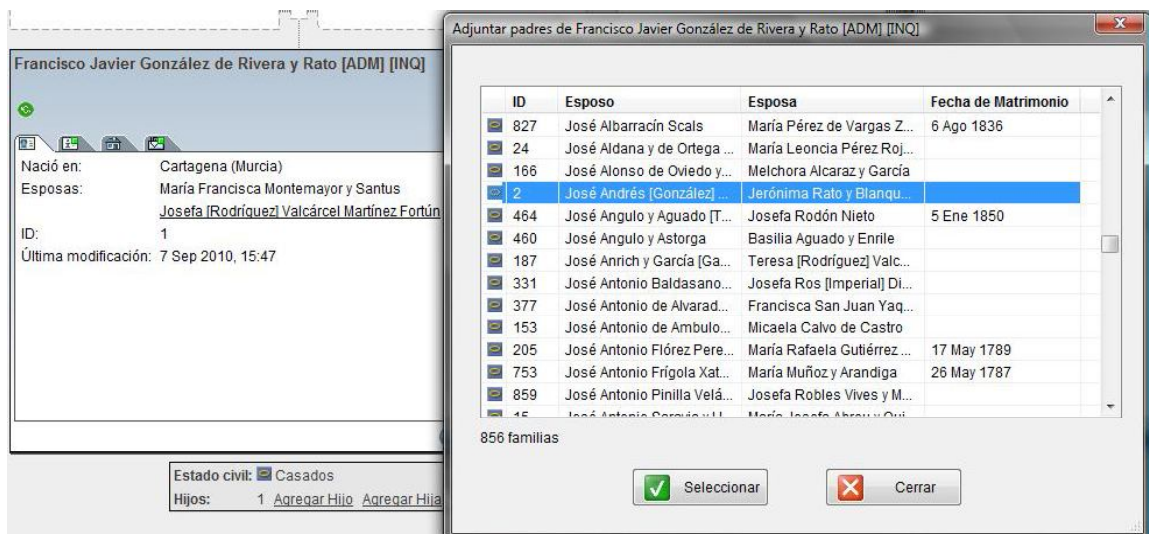 Francisco Javier González de Rivera y Rato [ADM] [INQ]
Nació en: Cartagena (Murcia)
Esposas: María Francisca Montemayor y Santus
Josefa [Rodríguez] Valcárcel Martínez Fortún
ID: 1
Última modificación: 7 Sep 2010, 15:47
Estado civil: Casados
Hijos: 1 Agregar Hijo Agregar Hija
Adjuntar padres de Francisco Javier González de Rivera y Rato [ADM] [INQ]
ID Esposo Esposa Fecha de Matrimonio
827 José Albarracín Scals María Pérez de Vargas Z... 6 Ago 1836
24 José Aldana y de Ortega ... María Leoncia Pérez Roj...
166 José Alonso de Oviedo y... Melchora Alcaraz y García
2 José Andrés [González] ... Jerónima Rato y Blanqu...
464 José Angulo y Aguado [T... Josefa Rodón Nieto 5 Ene 1850
460 José Angulo y Astorga Basilia Aguado y Enrile
187 José Anrich y García [Ga... Teresa [Rodríguez] Valc...
331 José Antonio Baldasano... Josefa Ros [Imperial] Di...
377 José Antonio de Alvarad... Francisca San Juan Yaq...
153 José Antonio de Ambulo... Micaela Calvo de Castro
205 José Antonio Flórez Pere... María Rafaela Gutiérrez ... 17 May 1789
753 José Antonio Frígola Xat... María Muñoz y Arandiga 26 May 1787
859 José Antonio Pinilla Velá... Josefa Robles Vives y M...
15 José Antonio
856 familias
Seleccionar Cerrar